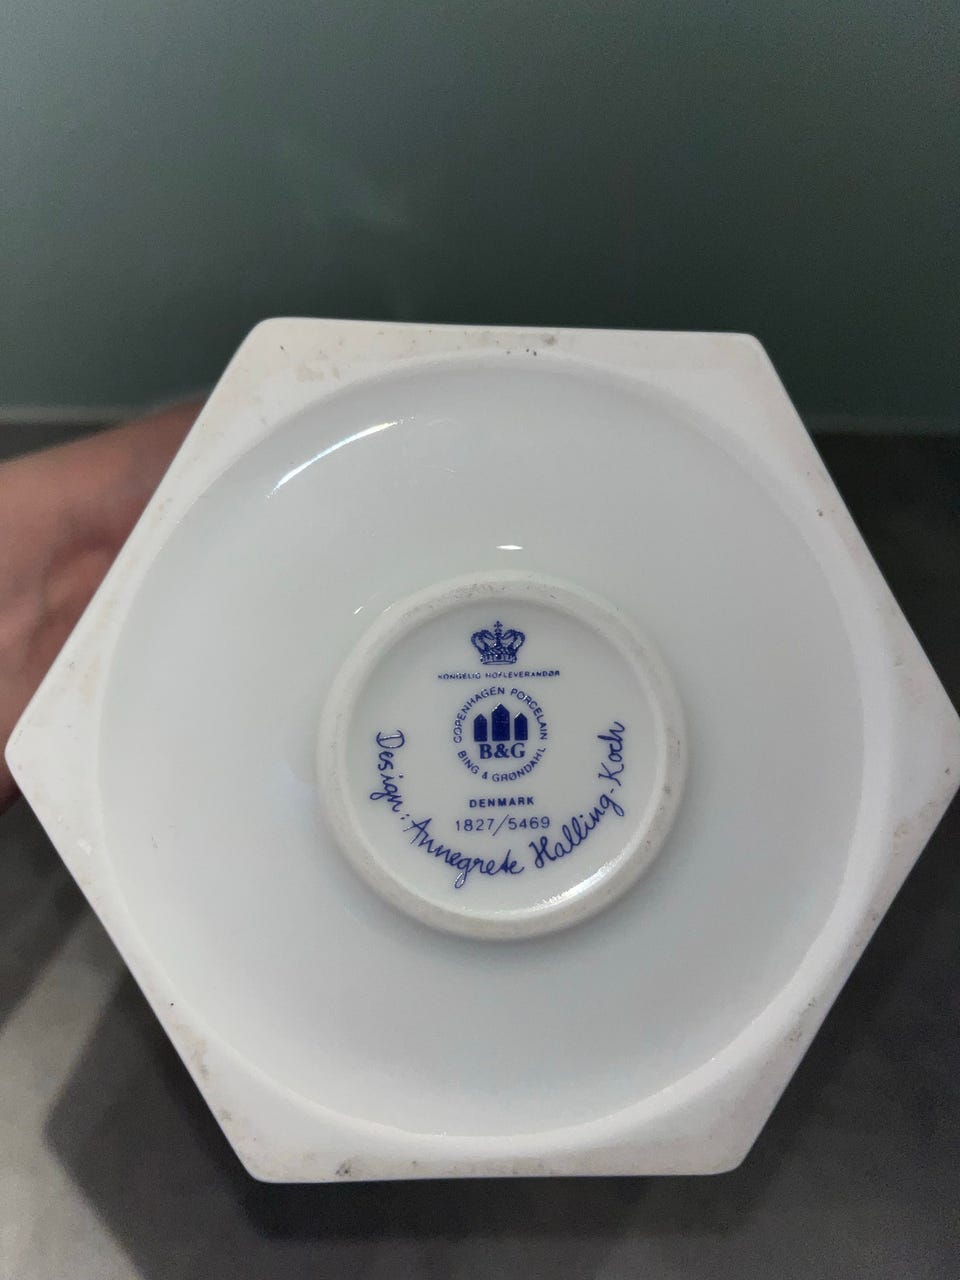 KONGELIG HOFLEVERANDØR
COPENHAGEN PORCELAIN
B&G
BING & GRØNDAHL
DENMARK
1827/5469
Design: Annegrete Halling-Koch